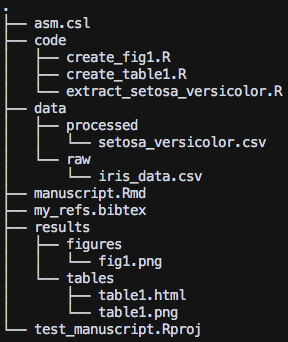 .
├── asm.csl
├── code
│   ├── create_fig1.R
│   ├── create_table1.R
│   └── extract_setosa_versicolor.R
├── data
│   ├── processed
│   │   └── setosa_versicolor.csv
│   └── raw
│       └── iris_data.csv
├── manuscript.Rmd
├── my_refs.bibtex
├── results
│   ├── figures
│   │   └── fig1.png
│   └── tables
│       ├── table1.html
│       └── table1.png
└── test_manuscript.Rproj